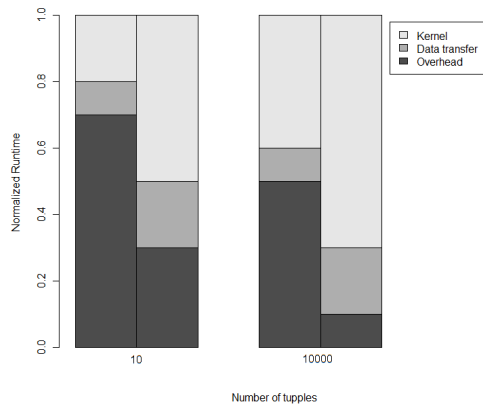 Kernel
Data transfer
Overhead
Normalized Runtime
1.0
0.8
0.6
0.4
0.2
0.0
10
10000
Number of tupples